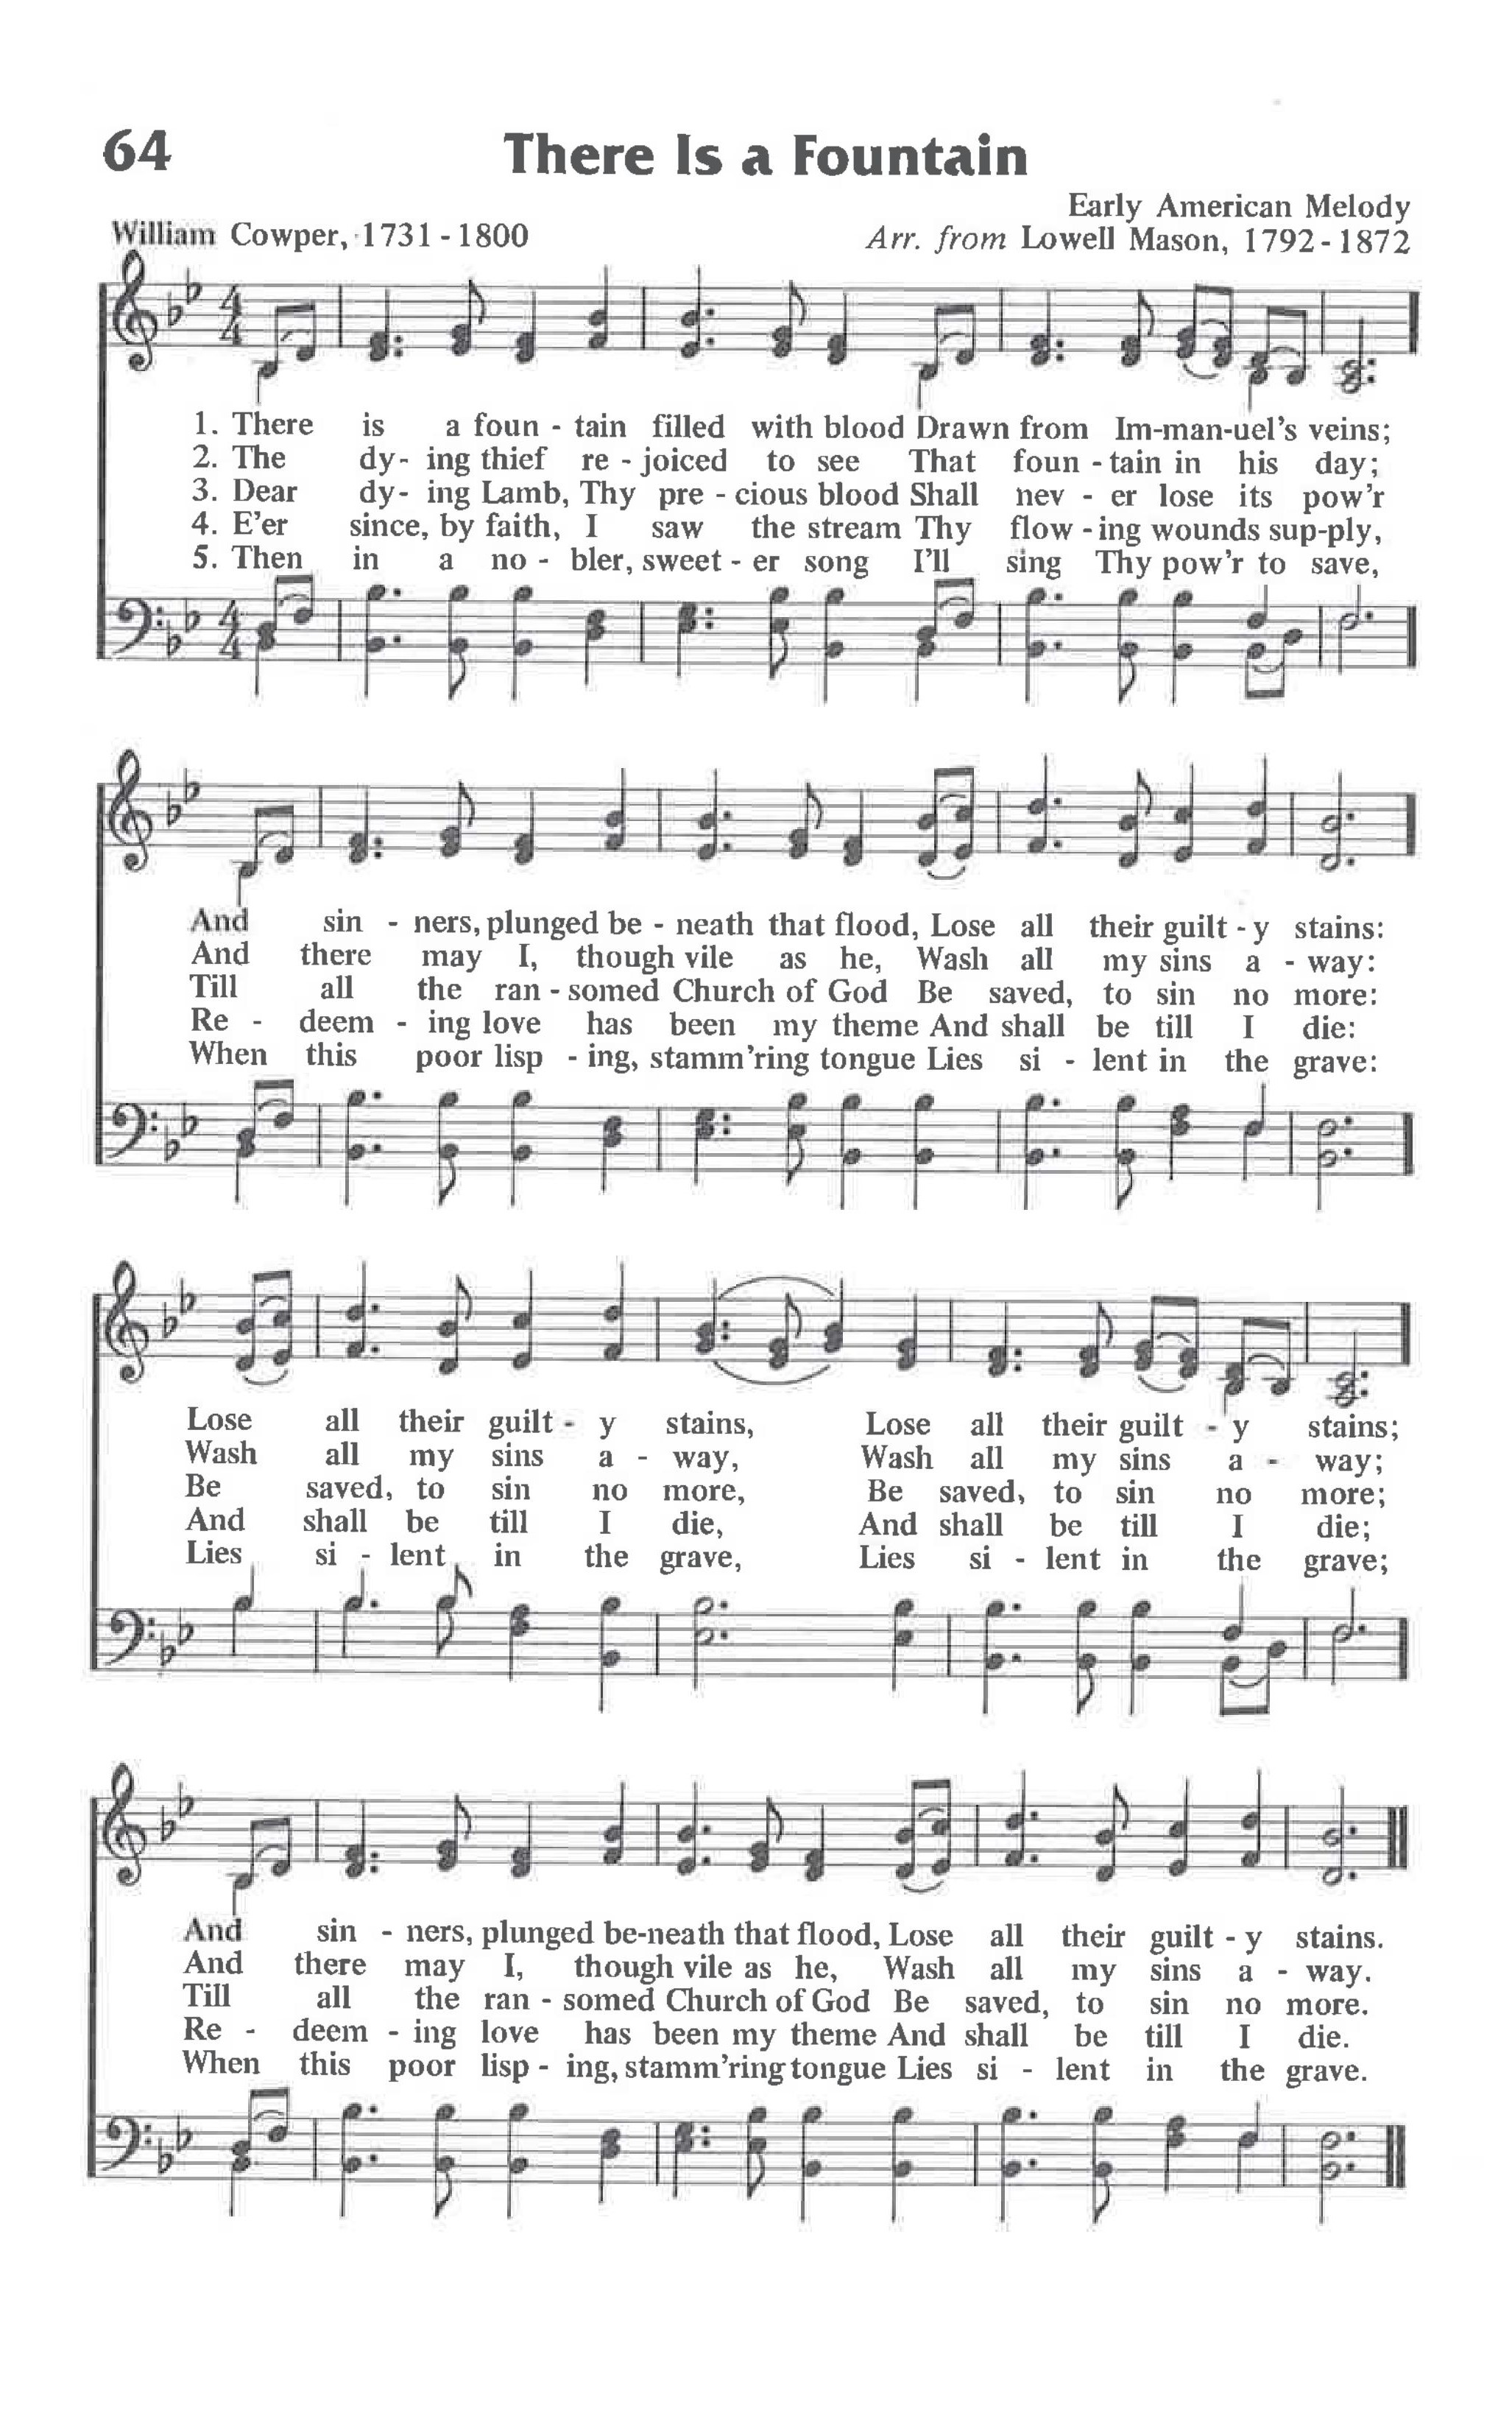 64
There Is a Fountain
Early American Melody
William Cowper, 1731-1800
Arr. from Lowell Mason, 1792-1872
4 4
1. There is a foun - tain filled with blood Drawn from Im-man-uel's veins;
2. The dy- ing thief re - joiced to see That foun - tain in his day;
3. Dear dy- ing Lamb, Thy pre - cious blood Shall nev - er lose its pow'r
4. E'er since, by faith, I saw the stream Thy flow - ing wounds sup-ply,
5. Then in a no - bler, sweet - er song I'll sing Thy pow'r to save,
4 4
And sin - ners, plunged be - neath that flood, Lose all their guilt - y stains:
And there may I, though vile as he, Wash all my sins a - way:
Till all the ran - somed Church of God Be saved, to sin no more:
Re - deem - ing love has been my theme And shall be till I die:
When this poor lisp - ing, stamm'ring tongue Lies si - lent in the grave:
Lose all their guilt - y stains, Lose all their guilt - y stains;
Wash all my sins a - way, Wash all my sins a - way;
Be saved, to sin no more, Be saved, to sin no more;
And shall be till I die, And shall be till I die;
Lies si - lent in the grave, Lies si - lent in the grave;
And sin - ners, plunged be-neath that flood, Lose all their guilt - y stains.
And there may I, though vile as he, Wash all my sins a - way.
Till all the ran - somed Church of God Be saved, to sin no more.
Re - deem - ing love has been my theme And shall be till I die.
When this poor lisp - ing, stamm'ring tongue Lies si - lent in the grave.